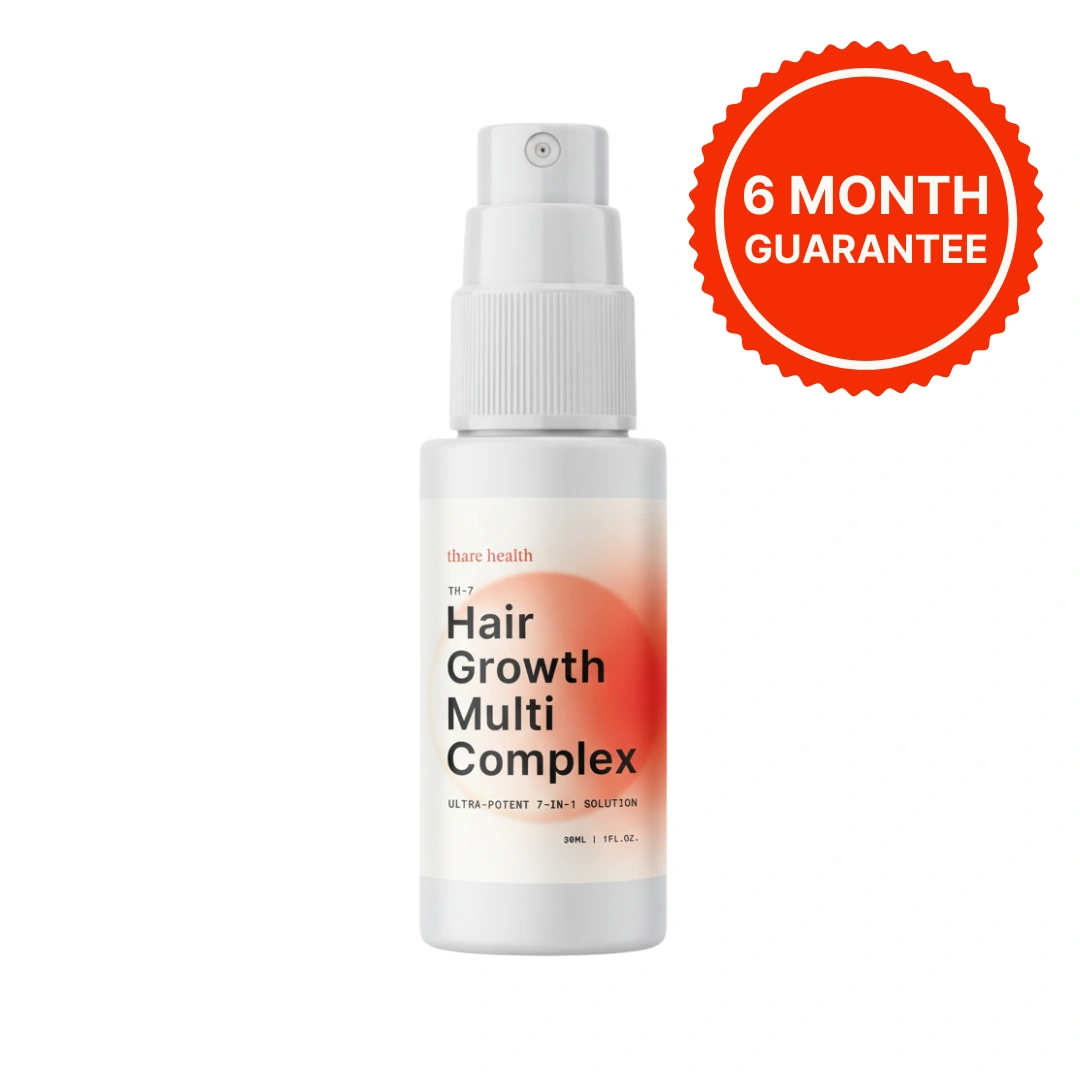 6 MONTH
GUARANTEE
thare health
TH-7
Hair
Growth
Multi
Complex
ULTRA-POTENT 7-IN-1 SOLUTION
30ML | 1FL.OZ.